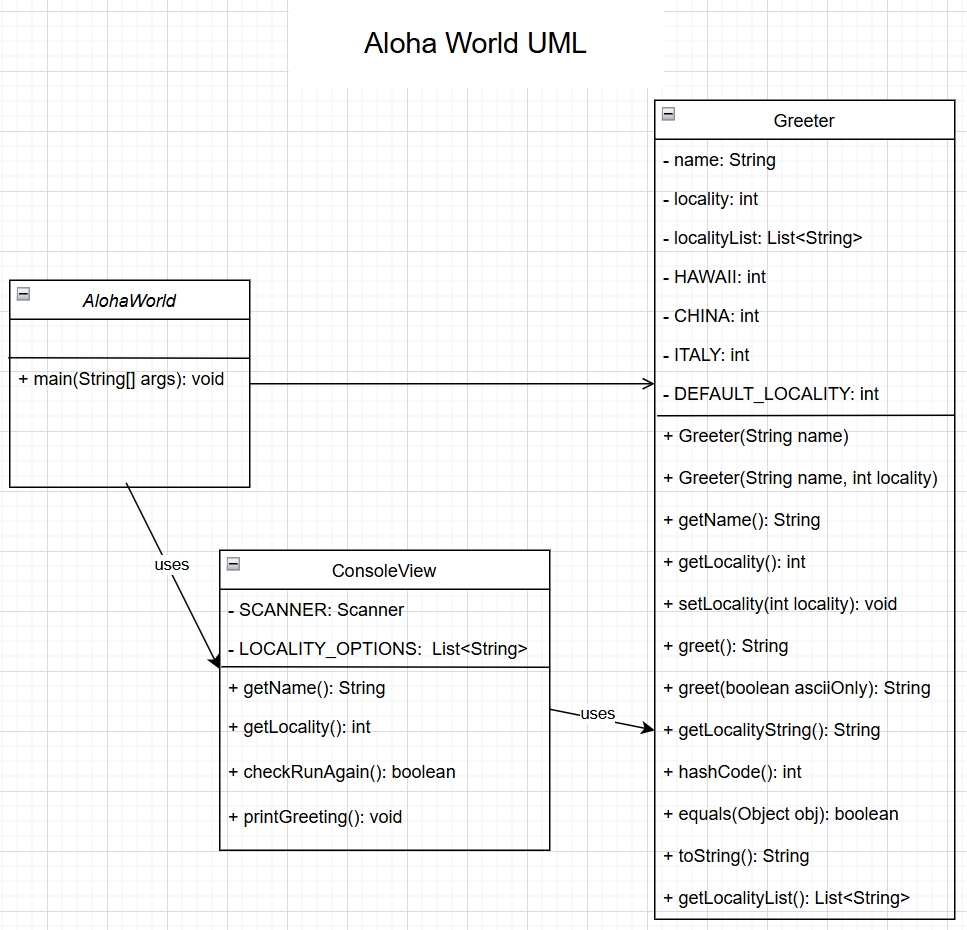 Aloha World UML
AlohaWorld
+ main(String[] args): void
uses
ConsoleView
- SCANNER: Scanner
- LOCALITY_OPTIONS:  List<String>
+ getName(): String
+ getLocality(): int
+ checkRunAgain(): boolean
+ printGreeting(): void
uses
Greeter
- name: String
- locality: int
- localityList: List<String>
- HAWAII: int
- CHINA: int
- ITALY: int
- DEFAULT_LOCALITY: int
+ Greeter(String name)
+ Greeter(String name, int locality)
+ getName(): String
+ getLocality(): int
+ setLocality(int locality): void
+ greet(): String
+ greet(boolean asciiOnly): String
+ getLocalityString(): String
+ hashCode(): int
+ equals(Object obj): boolean
+ toString(): String
+ getLocalityList(): List<String>